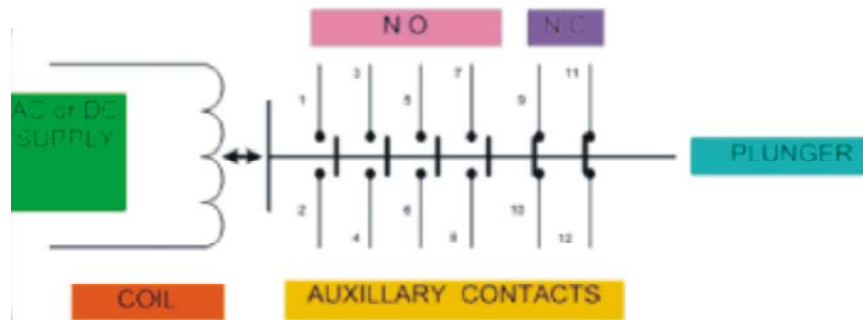 N O
N C
3
7
11
1
5
9
AC or DC
SUPPLY
PLUNGER
2
6
10
4
8
12
COIL
AUXILLARY CONTACTS